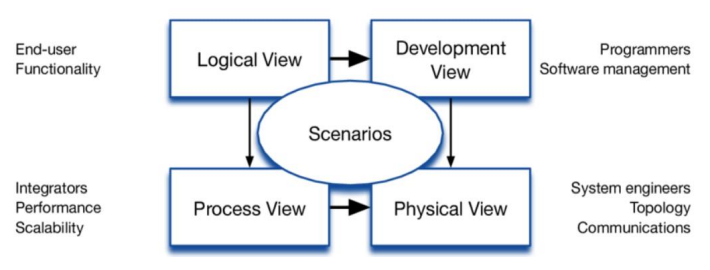 End-user
Functionality
Logical View
Development
View
Programmers
Software management
Scenarios
Integrators
Performance
Scalability
Process View
Physical View
System engineers
Topology
Communications